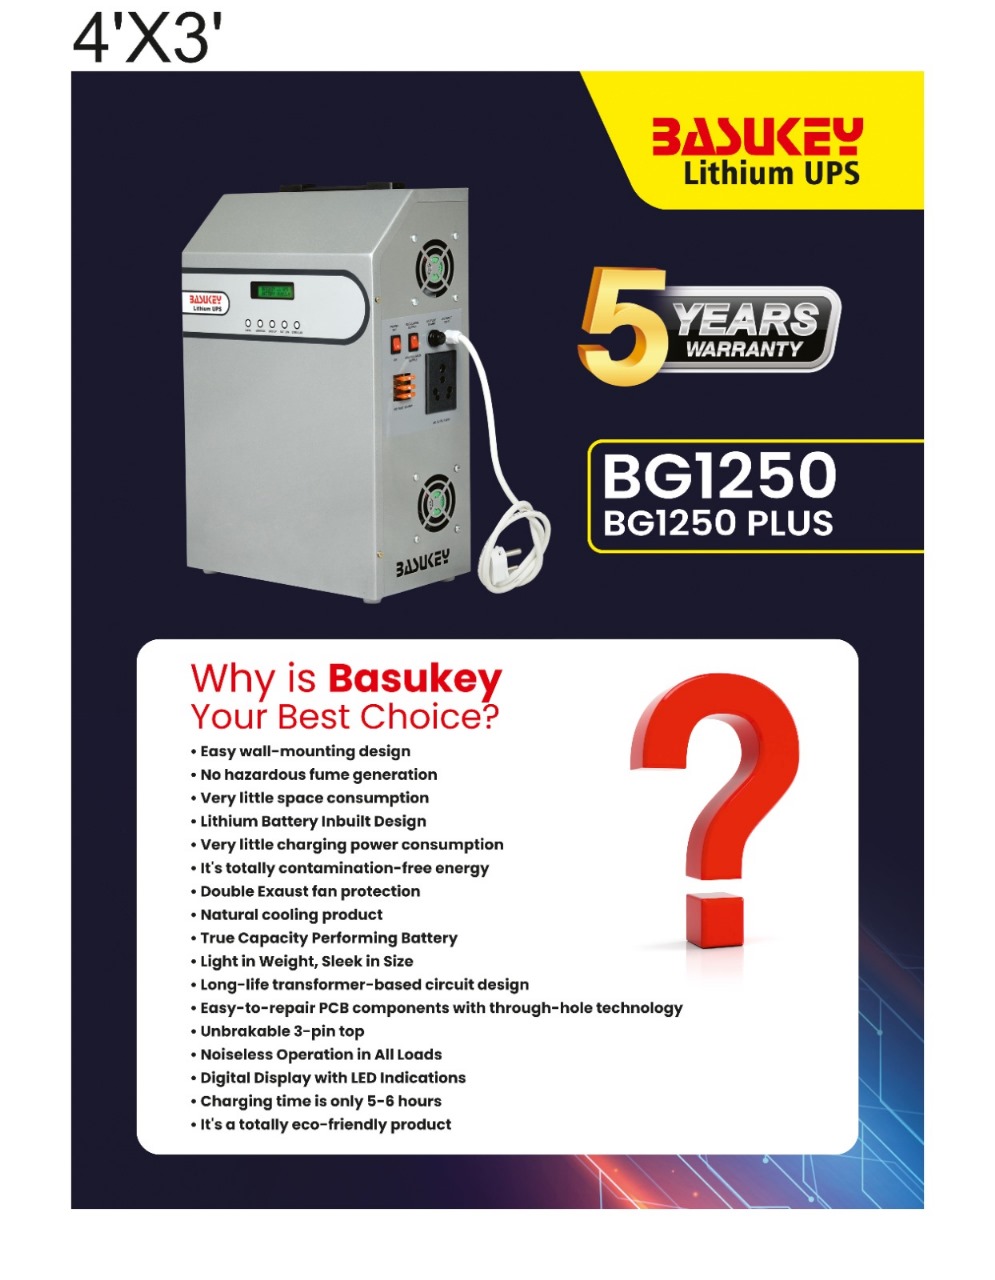 4'X3'
BASUKEY
Lithium UPS
BASUKEY
Lithium UPS
5 YEARS
WARRANTY
BG1250
BG1250 PLUS
BASUKEY
Why is Basukey
Your Best Choice?
• Easy wall-mounting design
• No hazardous fume generation
• Very little space consumption
• Lithium Battery Inbuilt Design
• Very little charging power consumption
• It's totally contamination-free energy
• Double Exaust fan protection
• Natural cooling product
• True Capacity Performing Battery
• Light in Weight, Sleek in Size
• Long-life transformer-based circuit design
• Easy-to-repair PCB components with through-hole technology
• Unbrakable 3-pin top
• Noiseless Operation in All Loads
• Digital Display with LED Indications
• Charging time is only 5-6 hours
• It's a totally eco-friendly product
?